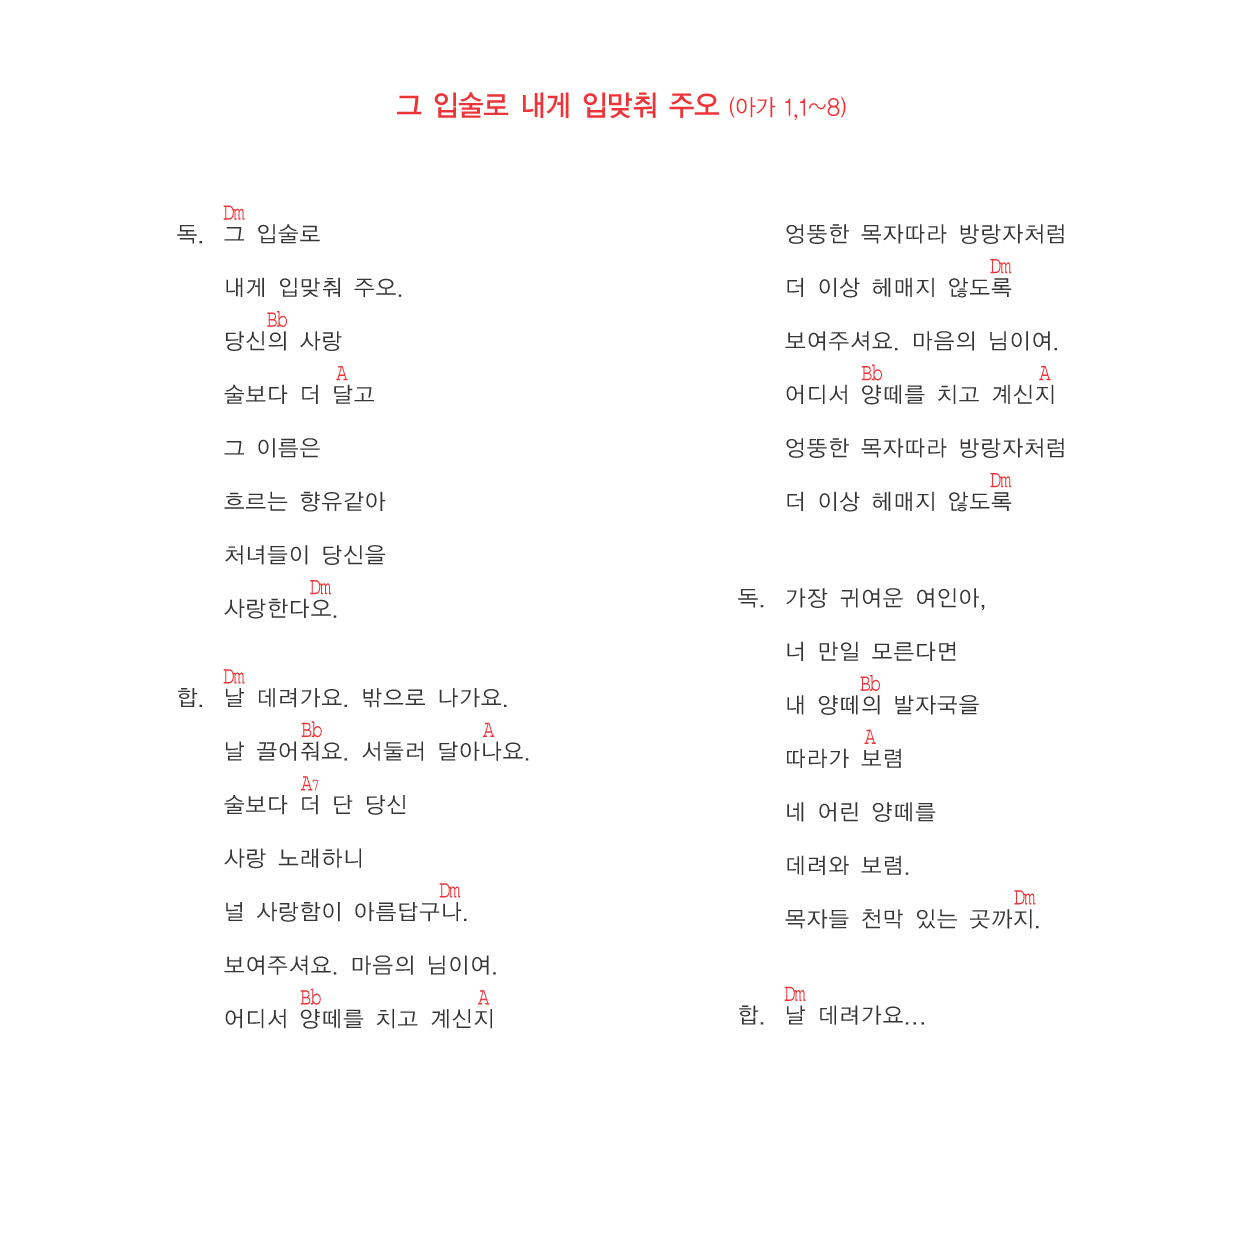 그 입술로 내게 입맞춰 주오 (아가 1,1~8)
Dm
독. 그 입술로
내게 입맞춰 주오.
Bb
당신의 사랑
A
술보다 더 달고
그 이름은
흐르는 향유같아
처녀들이 당신을
Dm
사랑한다오.
Dm
합. 날 데려가요. 밖으로 나가요.
Bb A
날 끌어줘요. 서둘러 달아나요.
A7
술보다 더 단 당신
사랑 노래하니
Dm
널 사랑함이 아름답구나.
보여주셔요. 마음의 님이여.
Bb A
어디서 양떼를 치고 계신지
엉뚱한 목자따라 방랑자처럼
Dm
더 이상 헤매지 않도록
보여주셔요. 마음의 님이여.
Bb A
어디서 양떼를 치고 계신지
엉뚱한 목자따라 방랑자처럼
Dm
더 이상 헤매지 않도록
독. 가장 귀여운 여인아,
너 만일 모른다면
Bb
내 양떼의 발자국을
A
따라가 보렴
네 어린 양떼를
데려와 보렴.
Dm
목자들 천막 있는 곳까지.
Dm
합. 날 데려가요...